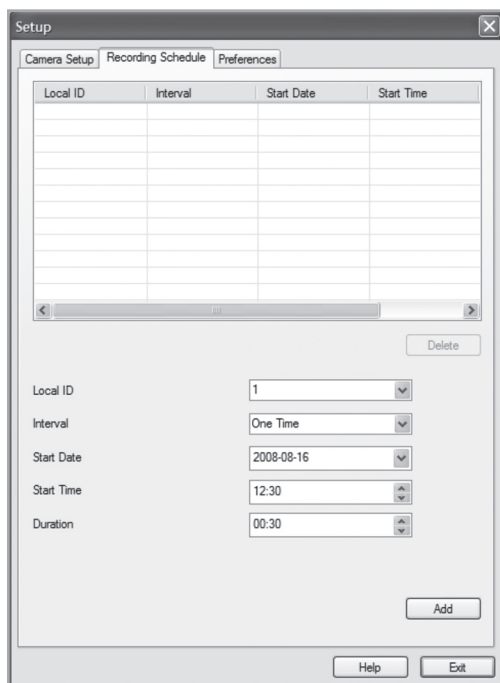 Setup
Camera Setup Recording Schedule Preferences
Local ID Interval Start Date Start Time
Delete
Local ID 1
Interval One Time
Start Date 2008-08-16
Start Time 12:30
Duration 00:30
Add
Help Exit